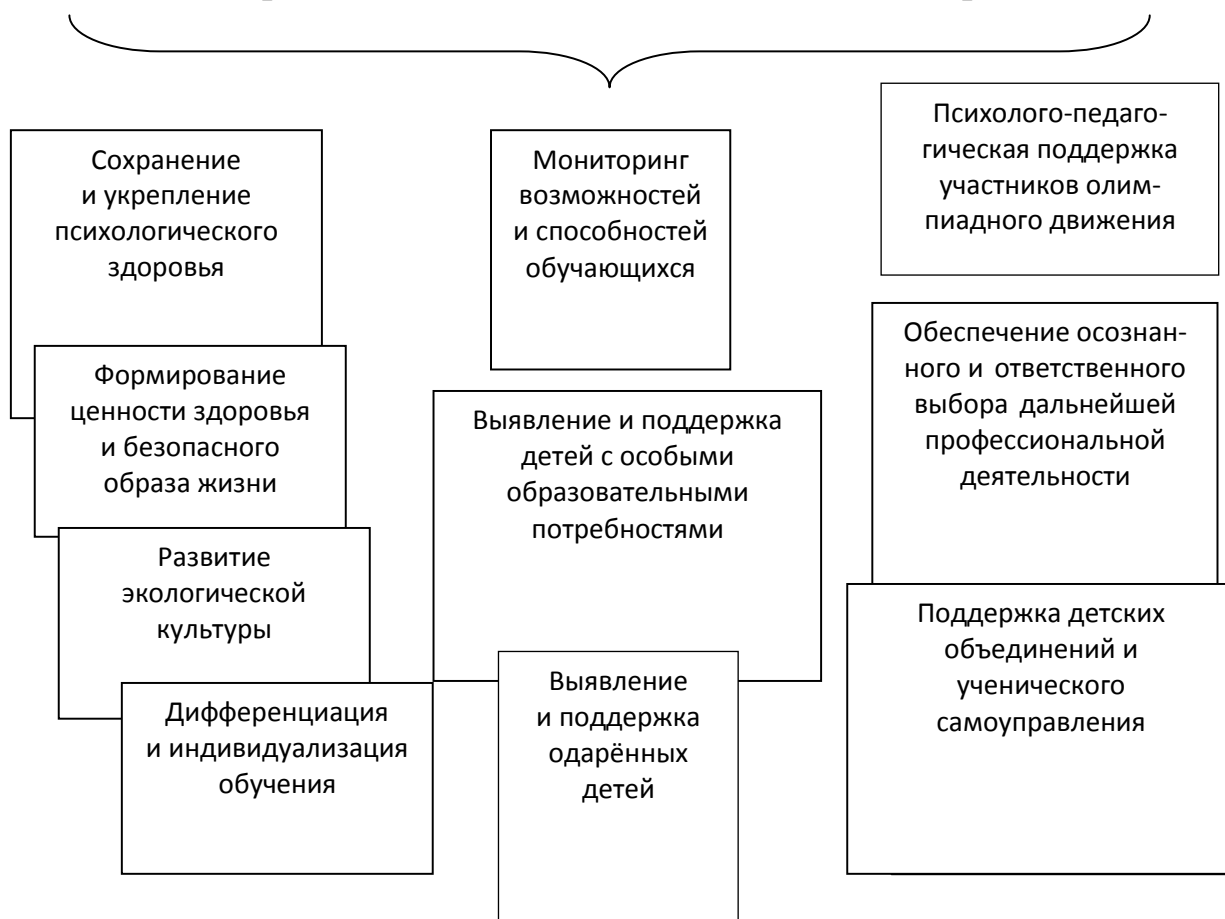 Сохранение
и укрепление
психологического
здоровья
Формирование
ценности здоровья
и безопасного
образа жизни
Развитие
экологической
культуры
Дифференциация
и индивидуализация
обучения
Мониторинг
возможностей
и способностей
обучающихся
Выявление и поддержка
детей с особыми
образовательными
потребностями
Выявление
и поддержка
одарённых
детей
Психолого-педаго-
гическая поддержка
участников олим-
пиадного движения
Обеспечение осознан-
ного и ответственного
выбора дальнейшей
профессиональной
деятельности
Поддержка детских
объединений и
ученического
самоуправления